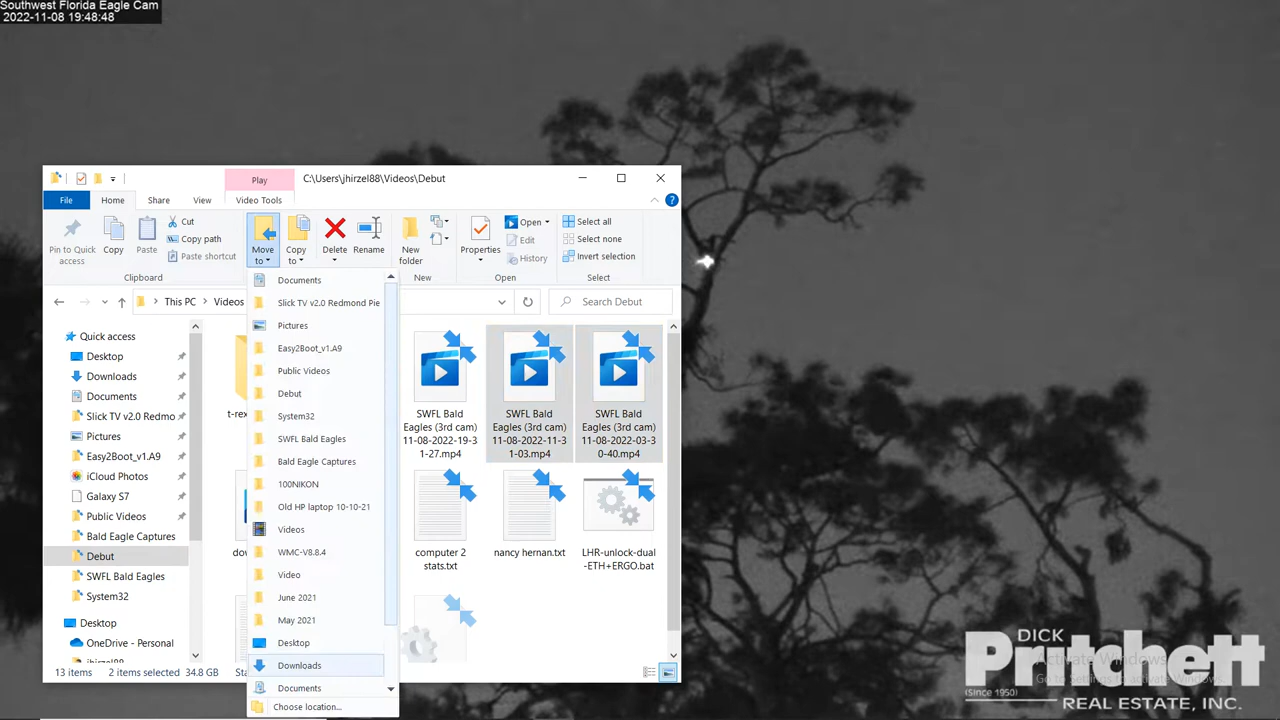 Southwest Florida Eagle Cam
2022-11-08 19:48:48
Play
C:\Users\jhirzel88\Videos\Debut
File
Home
Share
View
Video Tools
Pin to Quick
access
Copy
Paste
Cut
Copy path
Paste shortcut
Clipboard
Move
to
Copy
to
Delete
Rename
New
folder
New
Properties
Open
Edit
History
Open
Select all
Select none
Invert selection
Select
This PC
Videos
Search Debut
Quick access
Desktop
Downloads
Documents
Slick TV v2.0 Redmo
Pictures
Easy2Boot_v1.A9
iCloud Photos
Galaxy S7
Public Videos
Bald Eagle Captures
Debut
SWFL Bald Eagles
System32
Desktop
OneDrive - Personal
jhirzel88
Documents
Slick TV v2.0 Redmond Pie
Pictures
Easy2Boot_v1.A9
Public Videos
Debut
System32
SWFL Bald Eagles
Bald Eagle Captures
100NIKON
Old HP laptop 10-10-21
Videos
WMC-V8.8.4
Video
June 2021
May 2021
Desktop
Downloads
Documents
Choose location...
t-rex
SWFL Bald
Eagles (3rd cam)
11-08-2022-19-3
1-27.mp4
SWFL Bald
Eagles (3rd cam)
11-08-2022-11-3
1-03.mp4
SWFL Bald
Eagles (3rd cam)
11-08-2022-03-3
0-40.mp4
computer 2
stats.txt
nancy hernan.txt
LHR-unlock-dual
-ETH+ERGO.bat
13 items
2 items selected
34.8 GB
DICK
Pritchett
(Since 1950)
REAL ESTATE, INC.
Activate Windows
Go to Settings to activate Windows.